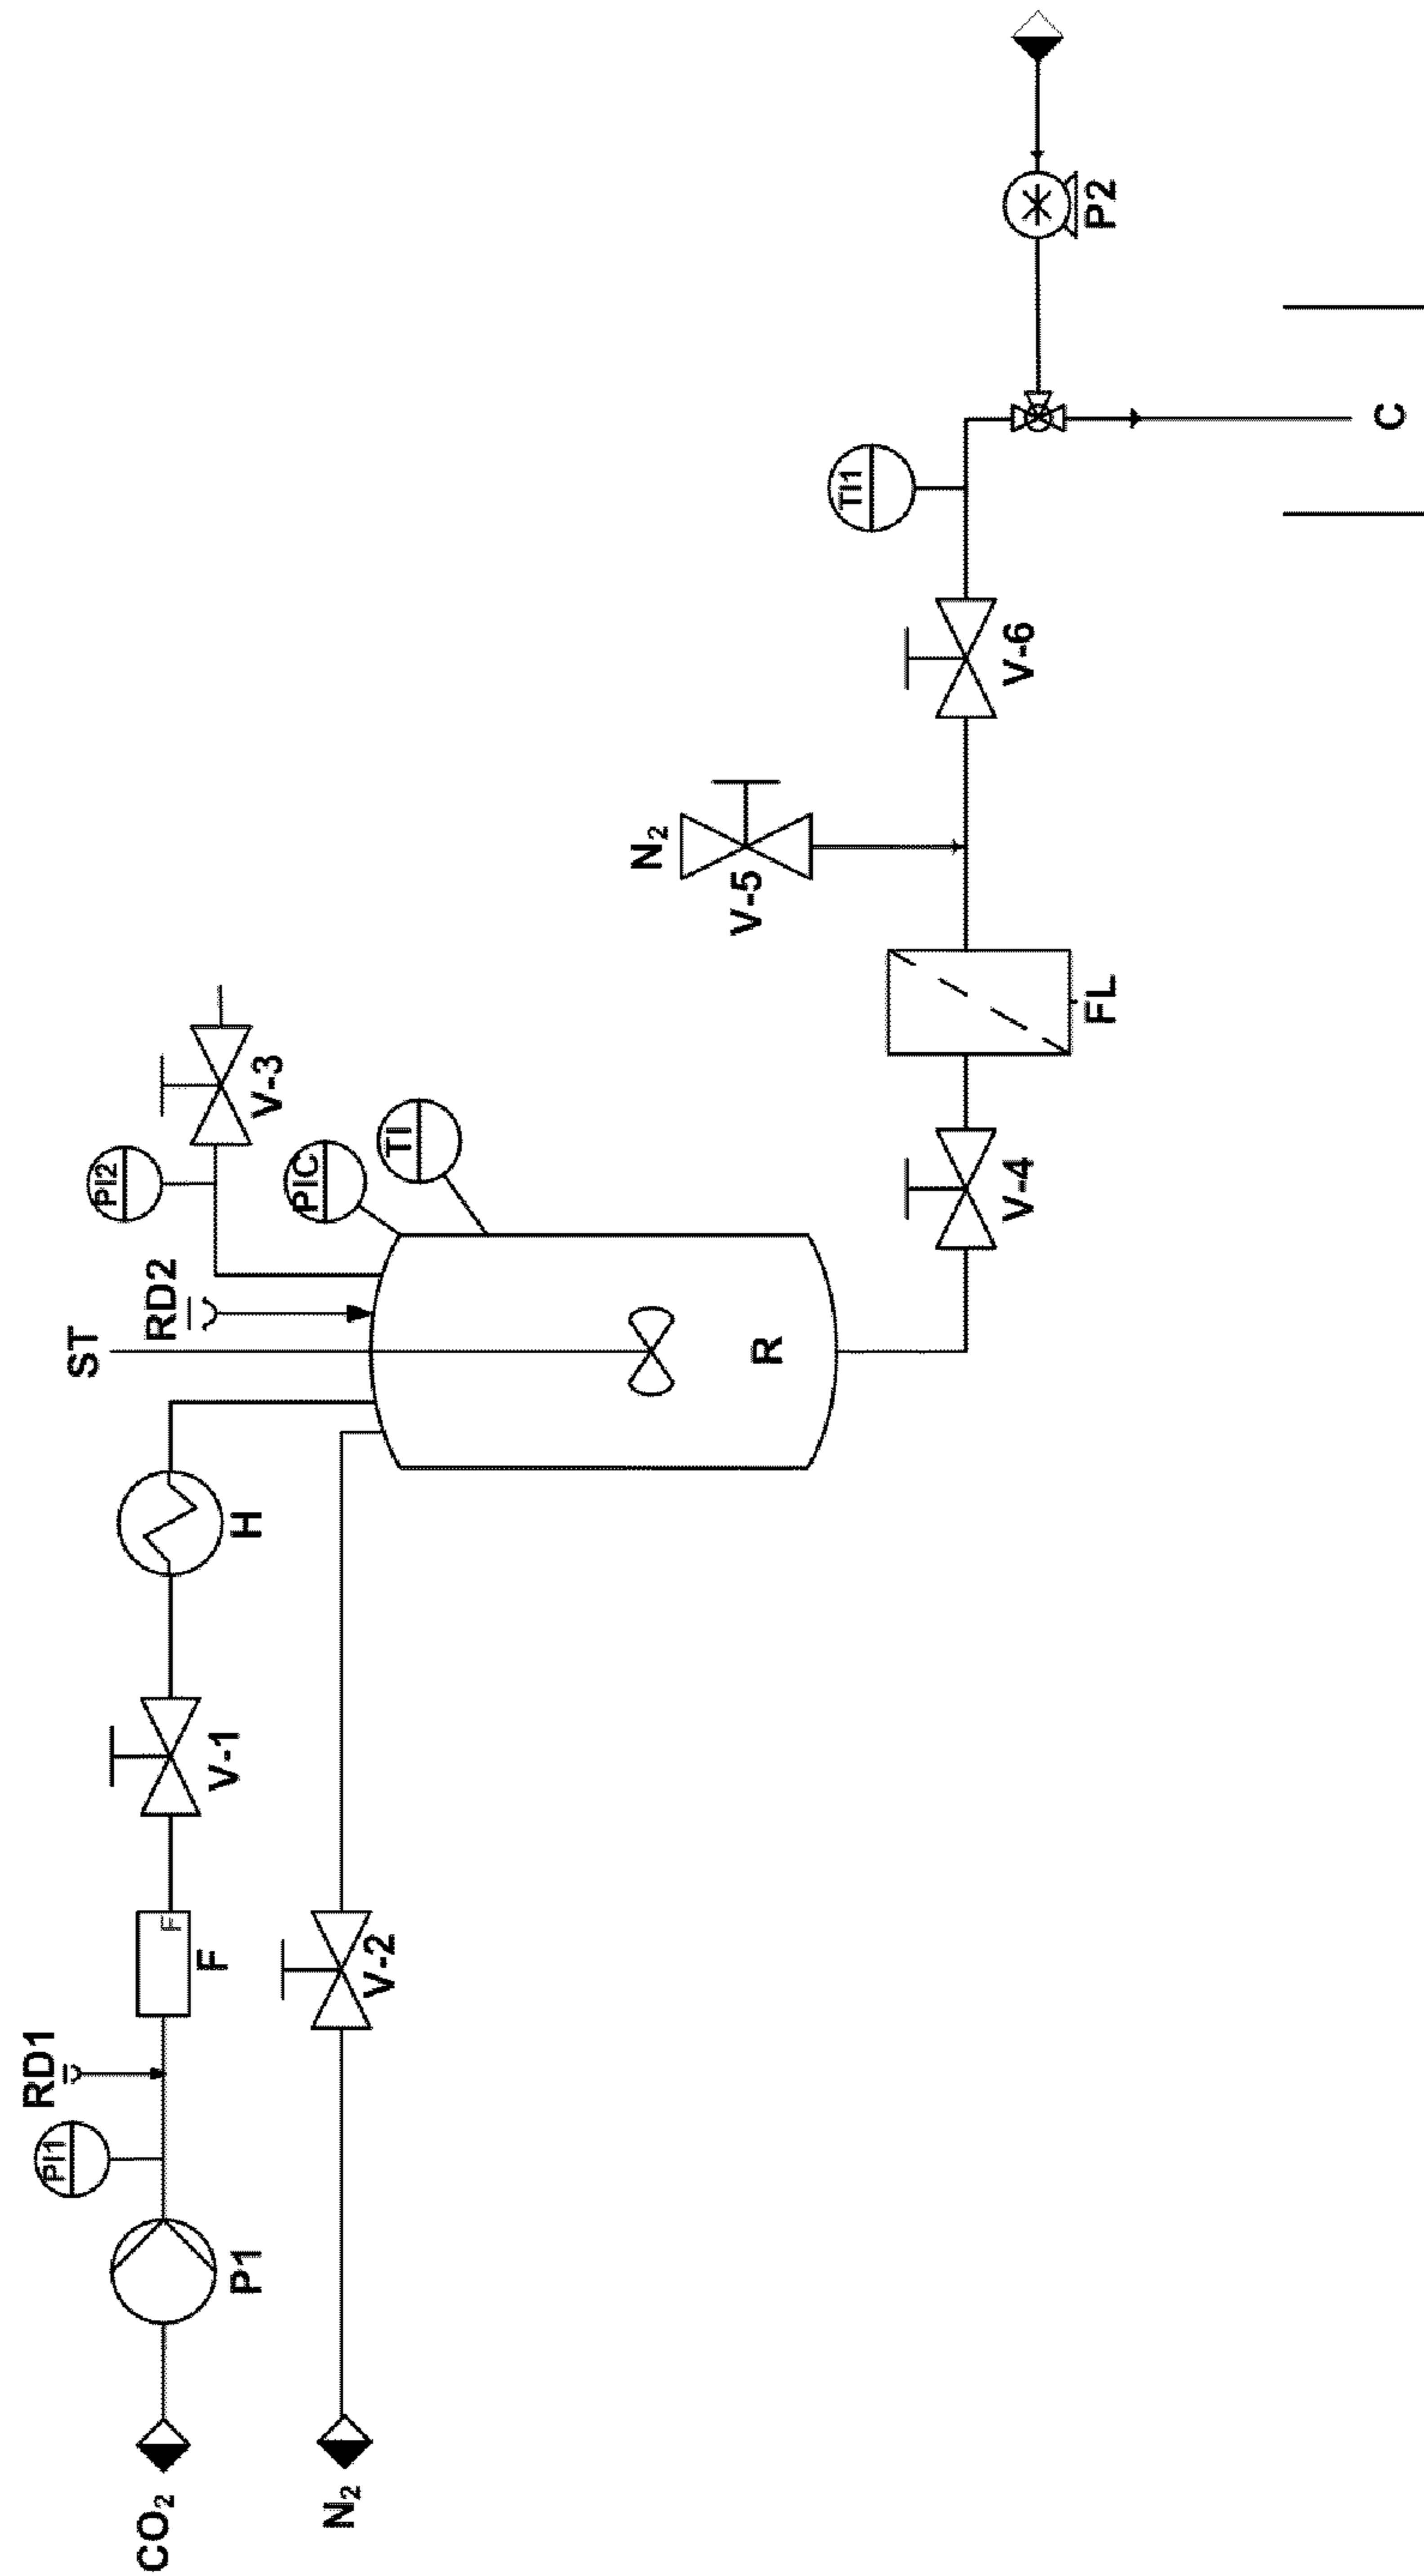 CO₂
N₂
P1
PI1
RD1
F
F
V-1
V-2
H
ST
RD2
PI2
V-3
PIC
TI
R
V-4
FL
N₂
V-5
V-6
TI1
P2
C